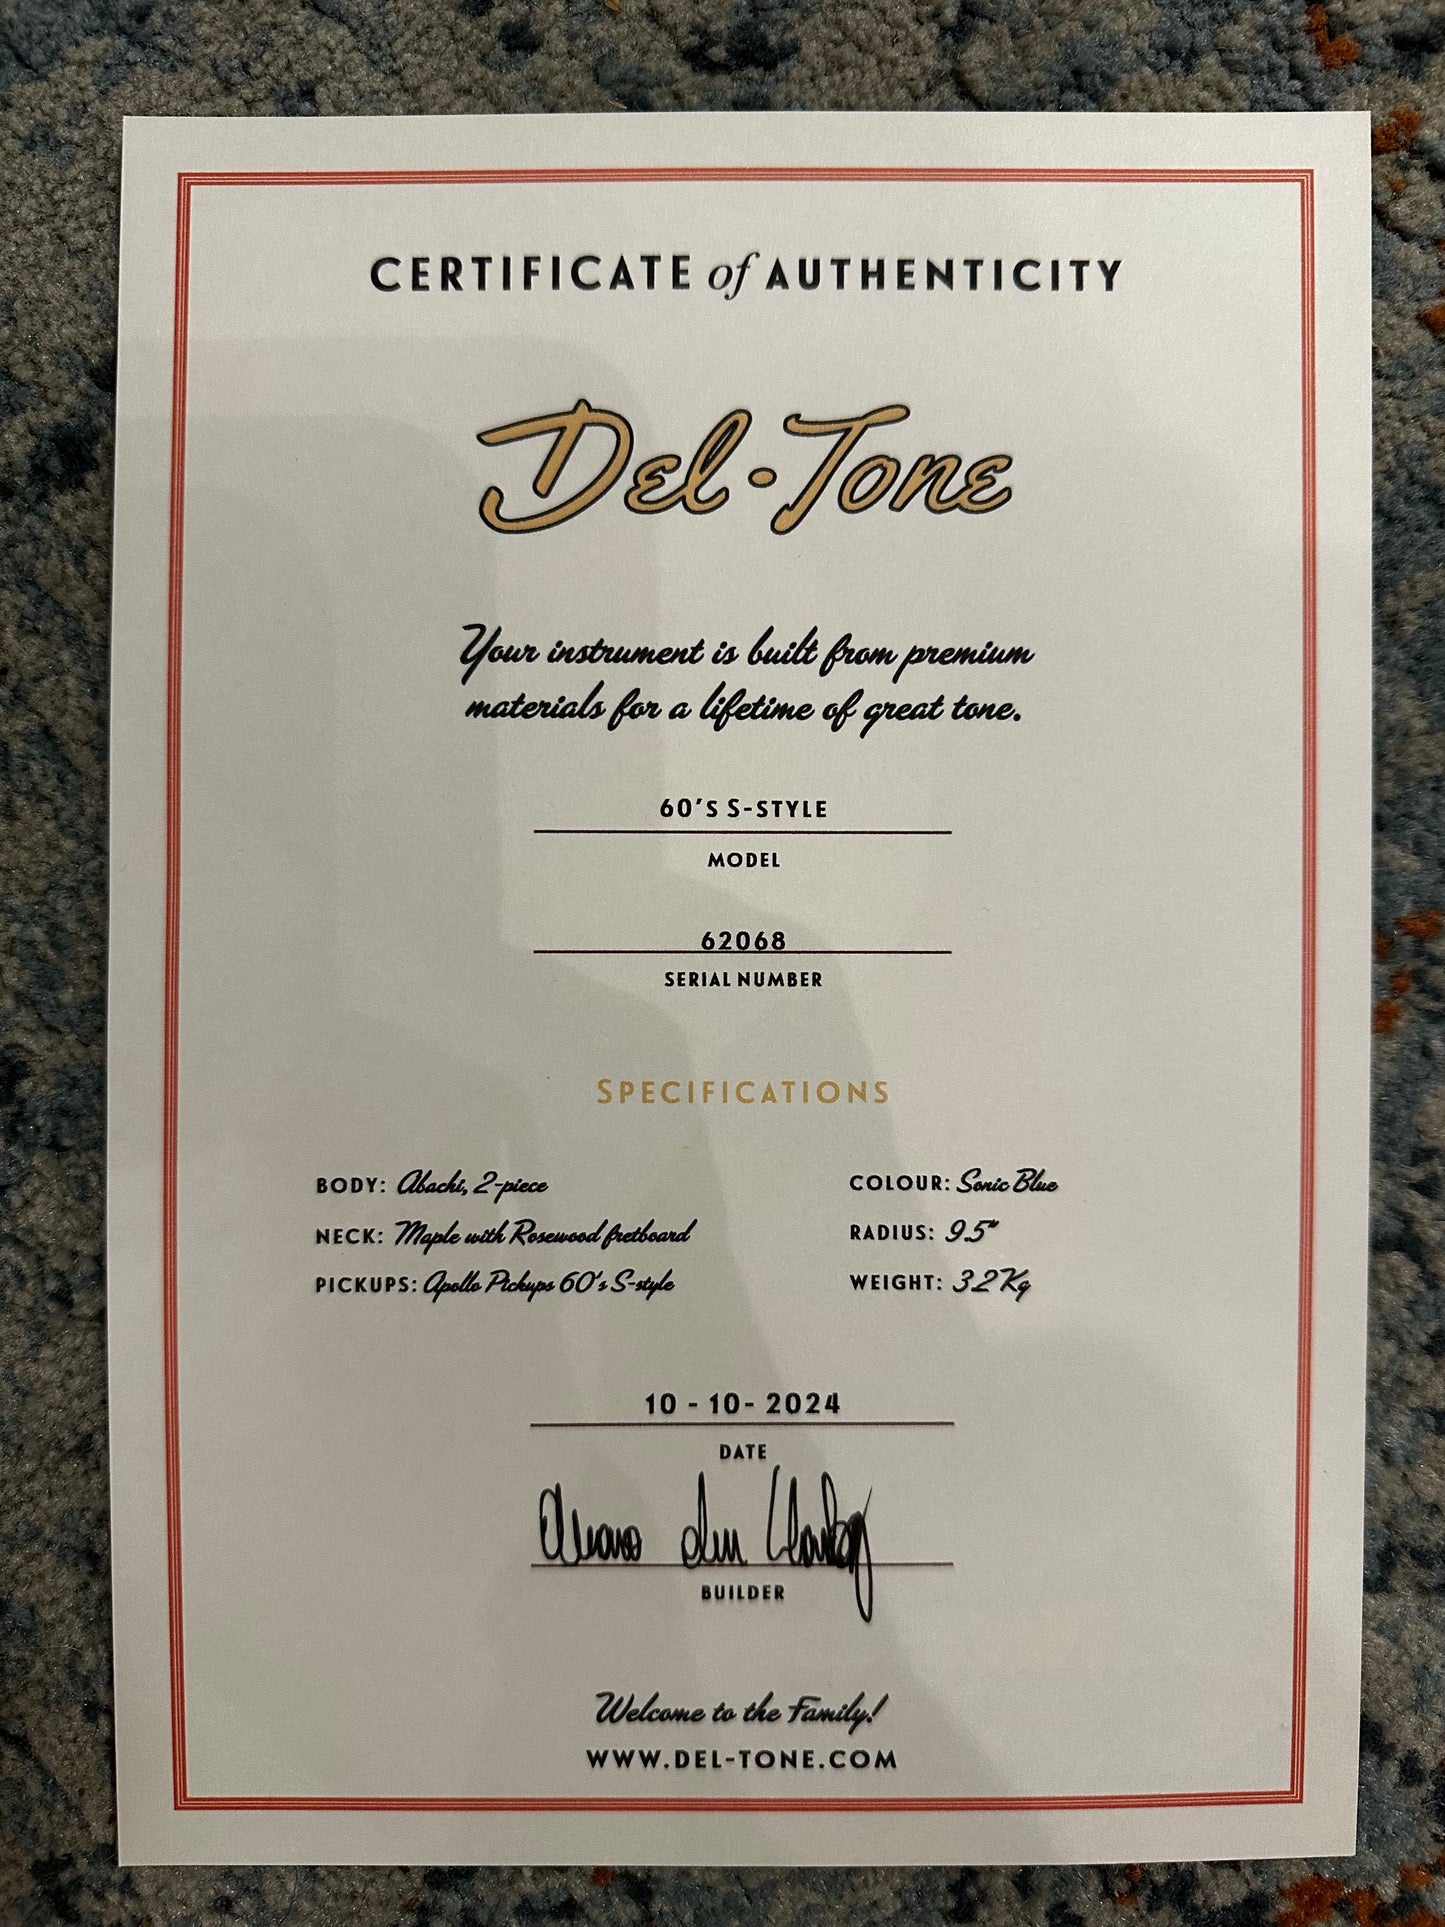 CERTIFICATE of AUTHENTICITY
Del-Tone
Your instrument is built from premium
materials for a lifetime of great tone.
60'S S-STYLE
MODEL
62068
SERIAL NUMBER
SPECIFICATIONS
BODY: Abachi, 2-piece
NECK: Maple with Rosewood fretboard
PICKUPS: Apollo Pickups 60's S-style
COLOUR: Sonic Blue
RADIUS: 9.5"
WEIGHT: 3.2Kg
10 - 10- 2024
DATE
BUILDER
Welcome to the Family!
WWW.DEL-TONE.COM